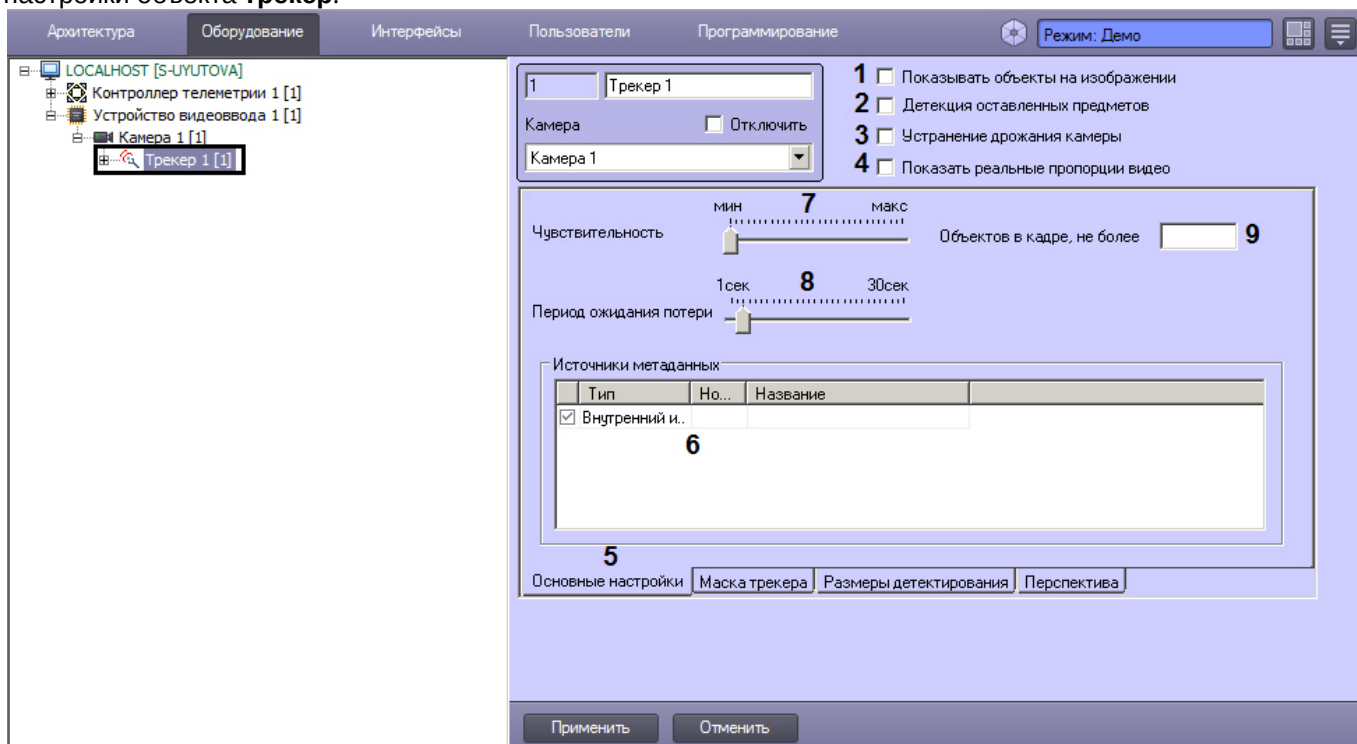 настройки объекта Трекер.
Архитектура Оборудование Интерфейсы Пользователи Программирование Режим: Демо
LOCALHOST [S-UYUTOVA]
Контроллер телеметрии 1 [1]
Устройство видеоввода 1 [1]
Камера 1 [1]
Трекер 1 [1]
1 Трекер 1
Камера Отключить
Камера 1
1 Показывать объекты на изображении
2 Детекция оставленных предметов
3 Устранение дрожания камеры
4 Показать реальные пропорции видео
мин 7 макс
Чувствительность
Объектов в кадре, не более 9
1сек 8 30сек
Период ожидания потери
Источники метаданных
Тип Но... Название
Внутренний и..
6
5
Основные настройки Маска трекера Размеры детектирования Перспектива
Применить Отменить